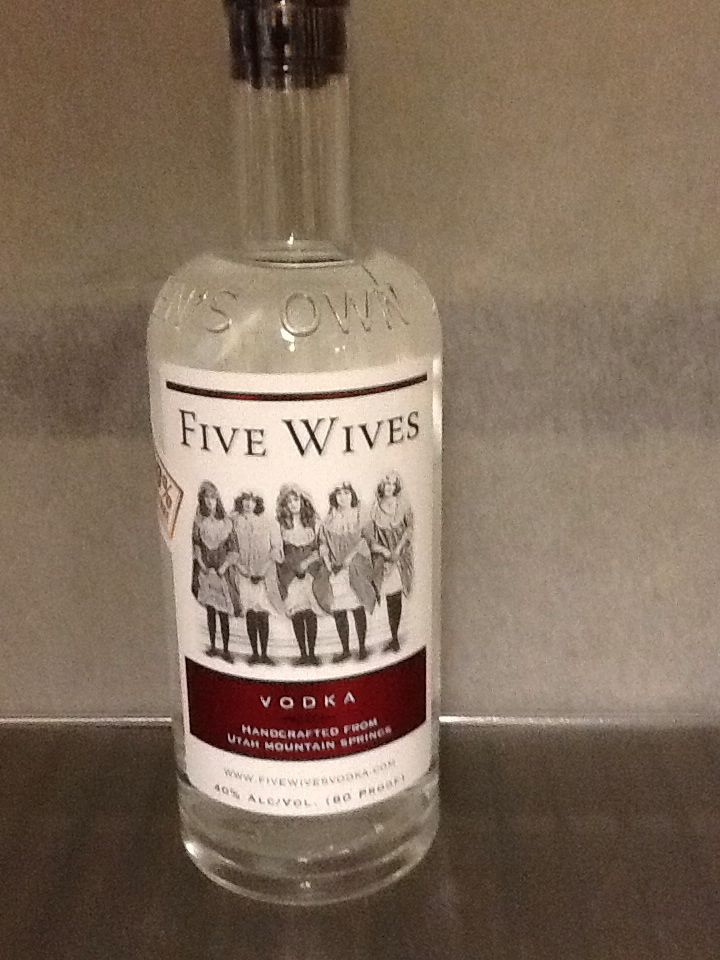 N'S OWN
FIVE WIVES
%
VODKA
HANDCRAFTED FROM
UTAH MOUNTAIN SPRINGS
WWW.FIVEWIVESVODKA.COM
40% ALC/VOL. (80 PROOF)